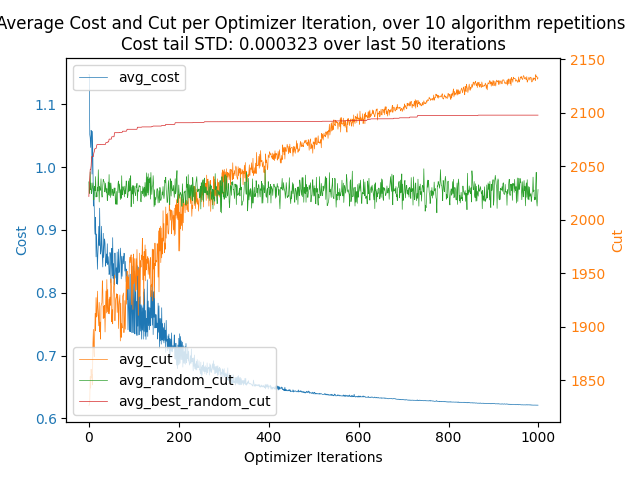 Average Cost and Cut per Optimizer Iteration, over 10 algorithm repetitions
Cost tail STD: 0.000323 over last 50 iterations
avg_cost
1.1
1.0
0.9
0.8
0.7
0.6
Cost
2150
2100
2050
2000
1950
1900
1850
Cut
avg_cut
avg_random_cut
avg_best_random_cut
0
200
400
600
800
1000
Optimizer Iterations